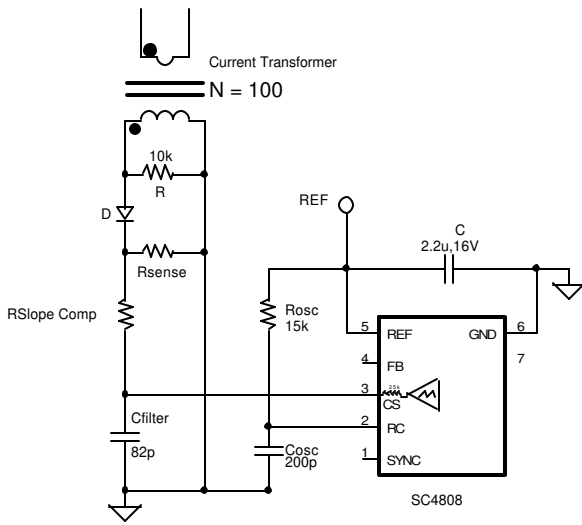 Current Transformer
N = 100
10k
R
D
REF
C
2.2u,16V
Rsense
RSlope Comp
Rosc
15k
5 REF GND 6
4 FB 7
3 25k
CS
2 RC
1 SYNC
Cfilter
82p
Cosc
200p
SC4808